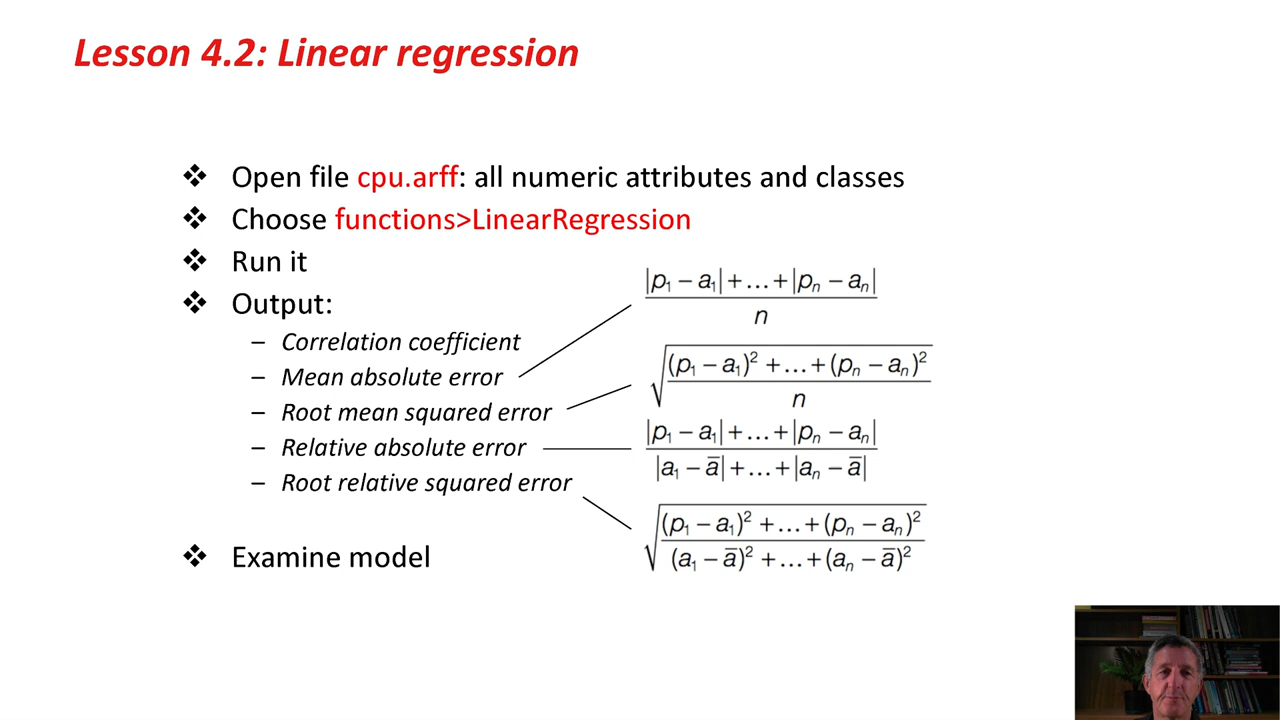 Lesson 4.2: Linear regression
❖ Open file cpu.arff: all numeric attributes and classes
❖ Choose functions>LinearRegression
❖ Run it
❖ Output:
– Correlation coefficient
– Mean absolute error
– Root mean squared error
– Relative absolute error
– Root relative squared error
❖ Examine model
|p₁ − a₁| + … + |pₙ − aₙ|
n
√ (p₁ − a₁)² + … + (pₙ − aₙ)²
n
|p₁ − a₁| + … + |pₙ − aₙ|
|a₁ − a̅| + … + |aₙ − a̅|
√ (p₁ − a₁)² + … + (pₙ − aₙ)²
(a₁ − a̅)² + … + (aₙ − a̅)²